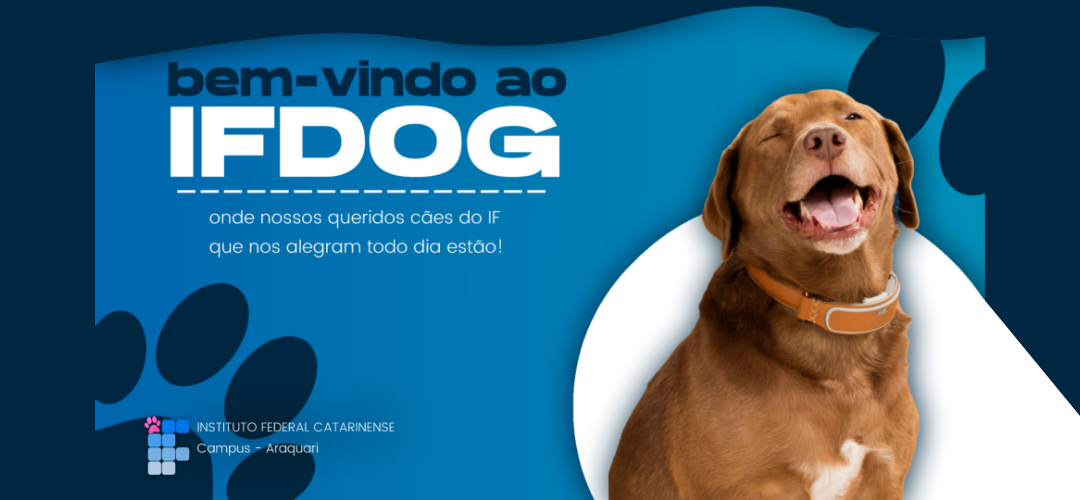 bem-vindo ao
IFDOG
onde nossos queridos cães do IF
que nos alegram todo dia estão!
INSTITUTO FEDERAL CATARINENSE
Campus - Araquari